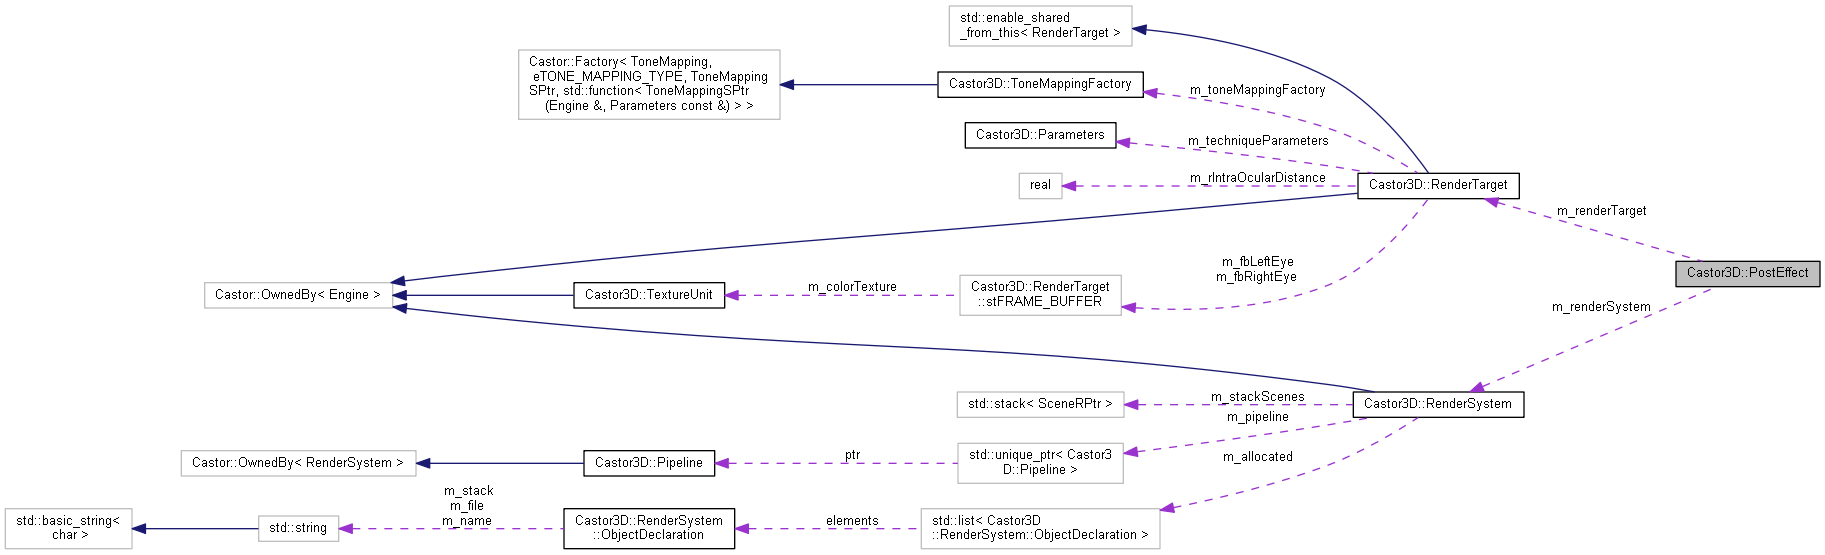 std::enable_shared
_from_this< RenderTarget >
Castor::Factory< ToneMapping,
eTONE_MAPPING_TYPE, ToneMapping
SPtr, std::function< ToneMappingSPtr
(Engine &, Parameters const &) > >
Castor3D::ToneMappingFactory
m_toneMappingFactory
Castor3D::Parameters
m_techniqueParameters
real
m_rIntraOcularDistance
Castor3D::RenderTarget
m_renderTarget
Castor3D::PostEffect
m_fbLeftEye
m_fbRightEye
Castor::OwnedBy< Engine >
Castor3D::TextureUnit
m_colorTexture
Castor3D::RenderTarget
::stFRAME_BUFFER
m_renderSystem
std::stack< SceneRPtr >
m_stackScenes
Castor3D::RenderSystem
m_pipeline
Castor::OwnedBy< RenderSystem >
Castor3D::Pipeline
ptr
std::unique_ptr< Castor3
D::Pipeline >
m_allocated
std::basic_string<
char >
std::string
m_stack
m_file
m_name
Castor3D::RenderSystem
::ObjectDeclaration
elements
std::list< Castor3D
::RenderSystem::ObjectDeclaration >